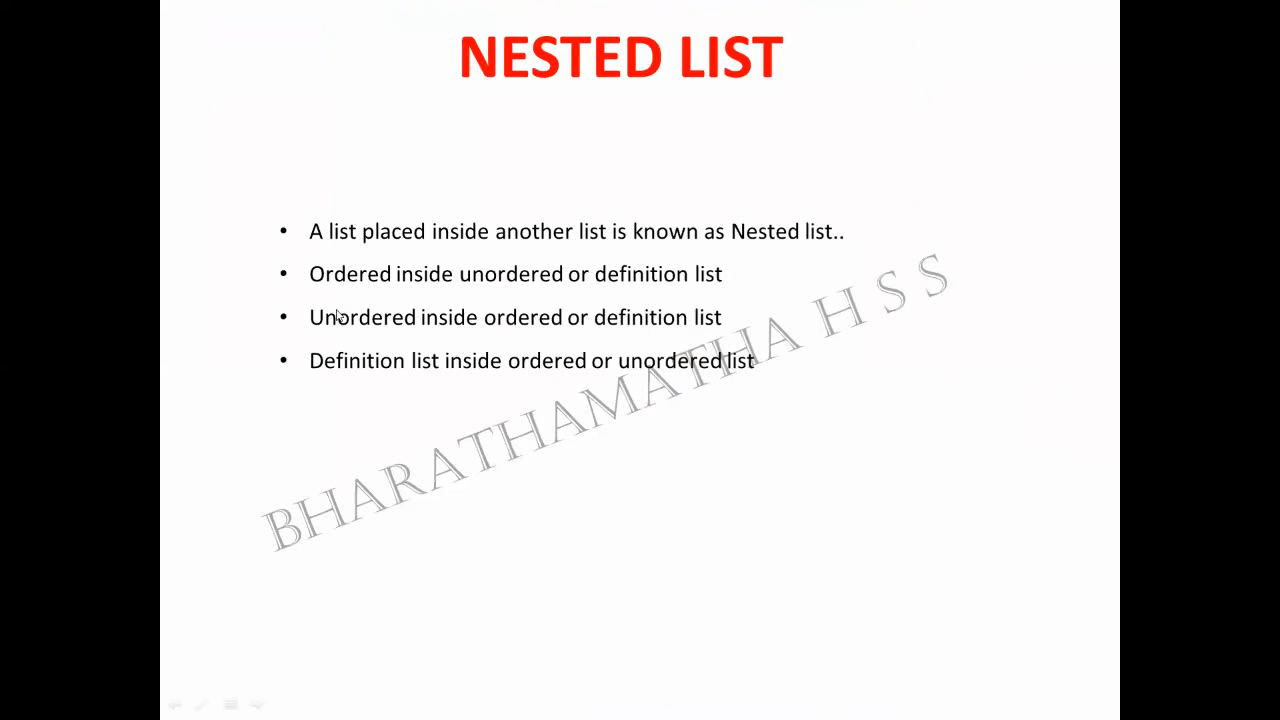 NESTED LIST
• A list placed inside another list is known as Nested list..
• Ordered inside unordered or definition list
• Unordered inside ordered or definition list
• Definition list inside ordered or unordered list
BHARATHAMATHA H S S